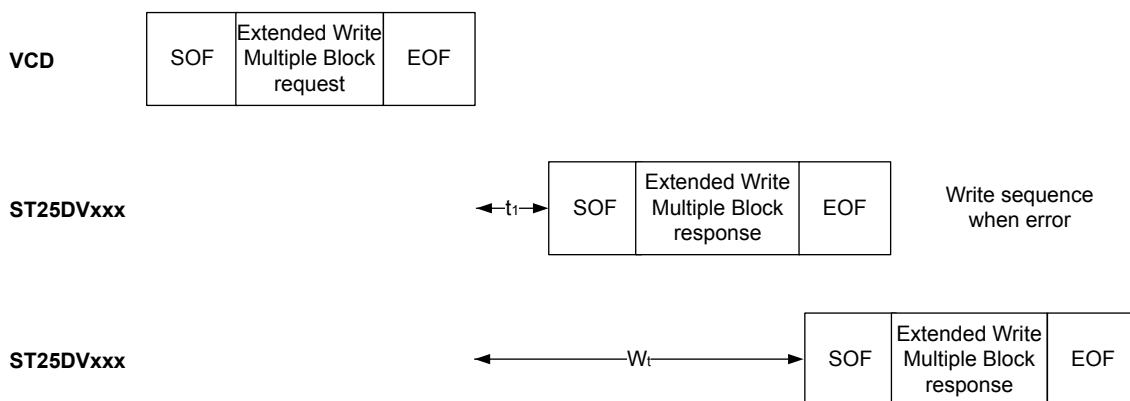 VCD
SOF
Extended Write
Multiple Block
request
EOF
ST25DVxxx
t1
SOF
Extended Write
Multiple Block
response
EOF
Write sequence
when error
ST25DVxxx
Wt
SOF
Extended Write
Multiple Block
response
EOF